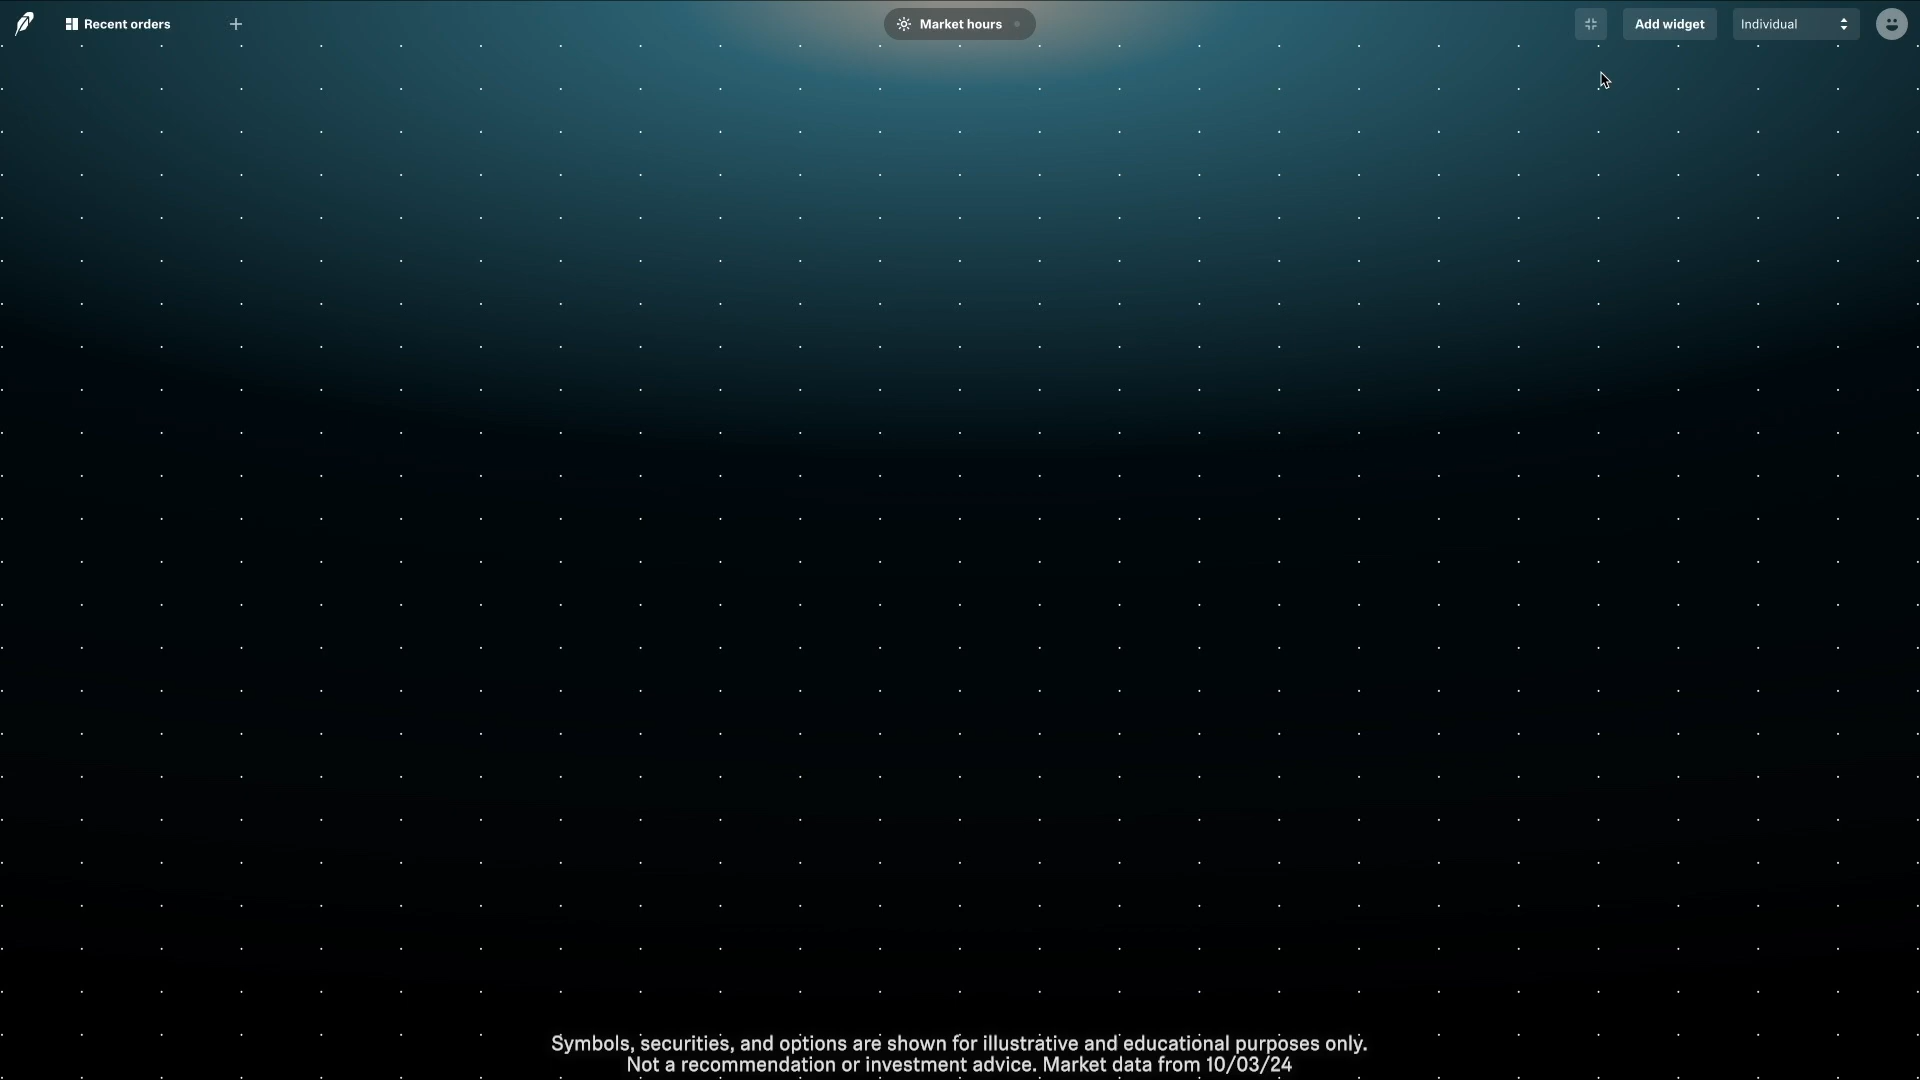 Recent orders
Market hours
Add widget
Individual
Symbols, securities, and options are shown for illustrative and educational purposes only.
Not a recommendation or investment advice. Market data from 10/03/24